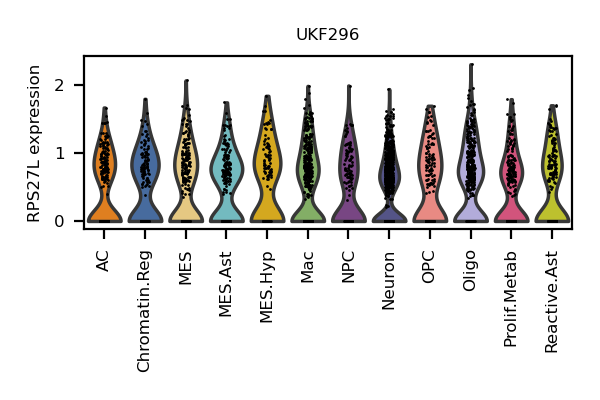 UKF296
RPS27L expression
2
1
0
AC
Chromatin.Reg
MES
MES.Ast
MES.Hyp
Mac
NPC
Neuron
OPC
Oligo
Prolif.Metab
Reactive.Ast